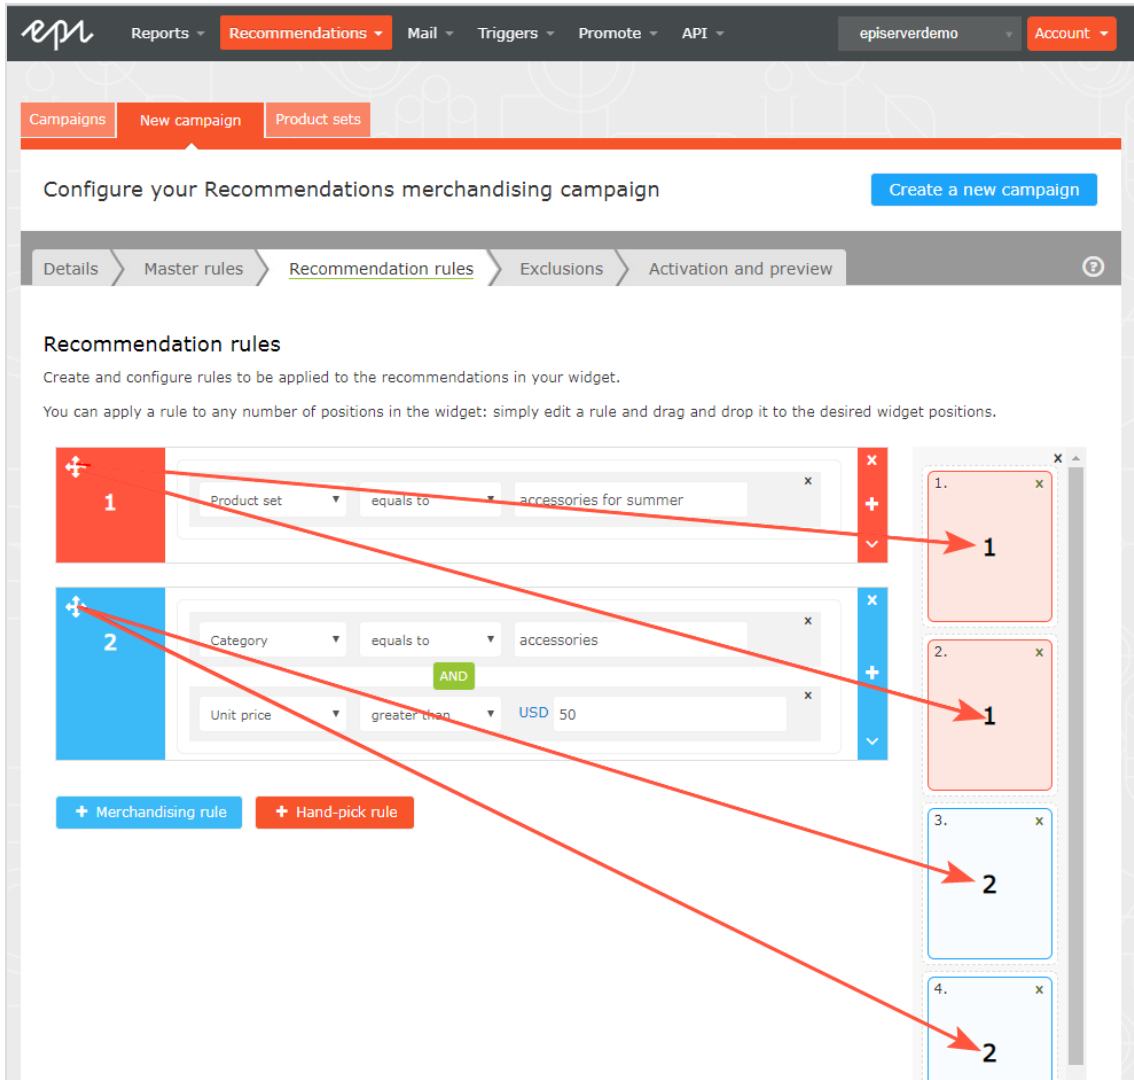 epi Reports Recommendations Mail Triggers Promote API episerverdemo Account
Campaigns New campaign Product sets
Configure your Recommendations merchandising campaign Create a new campaign
Details Master rules Recommendation rules Exclusions Activation and preview ?
Recommendation rules
Create and configure rules to be applied to the recommendations in your widget.
You can apply a rule to any number of positions in the widget: simply edit a rule and drag and drop it to the desired widget positions.
1
Product set equals to accessories for summer
x
x
+
2
Category equals to accessories
x
AND
Unit price greater than USD 50
x
x
+
+ Merchandising rule + Hand-pick rule
x
1. x
1
2. x
1
3. x
2
4. x
2